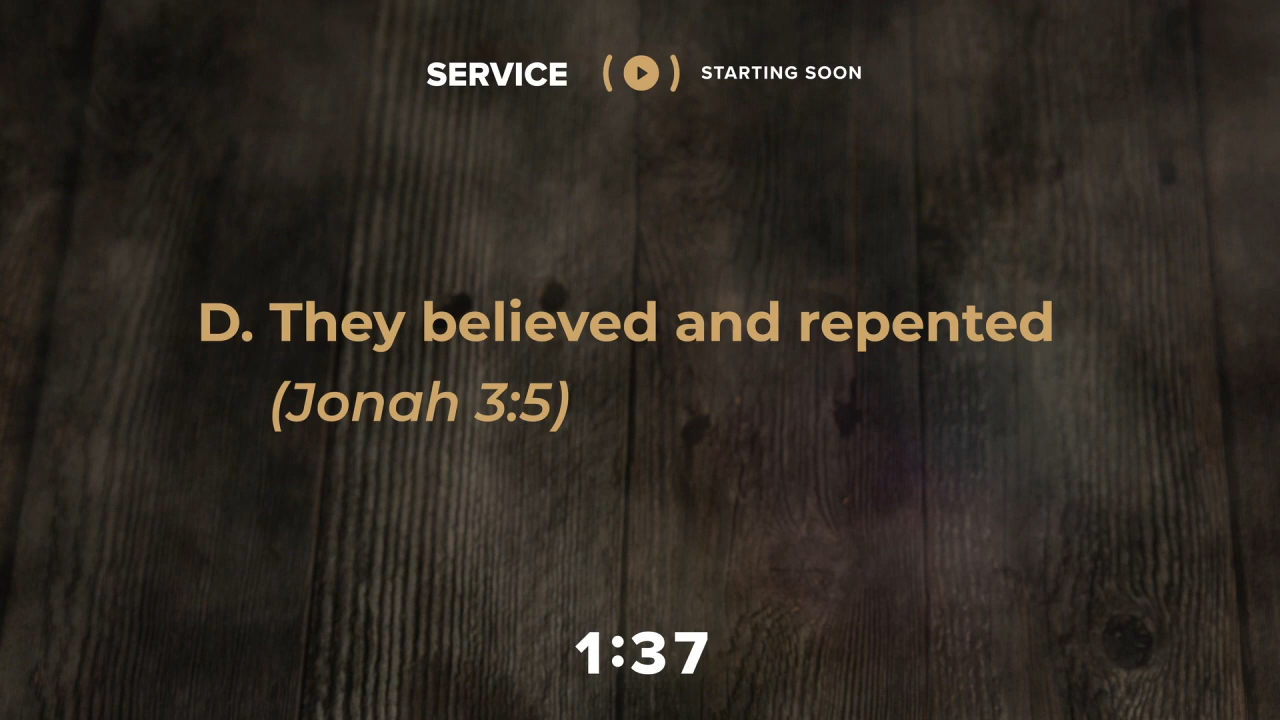 SERVICE STARTING SOON
D. They believed and repented
(Jonah 3:5)
1:37